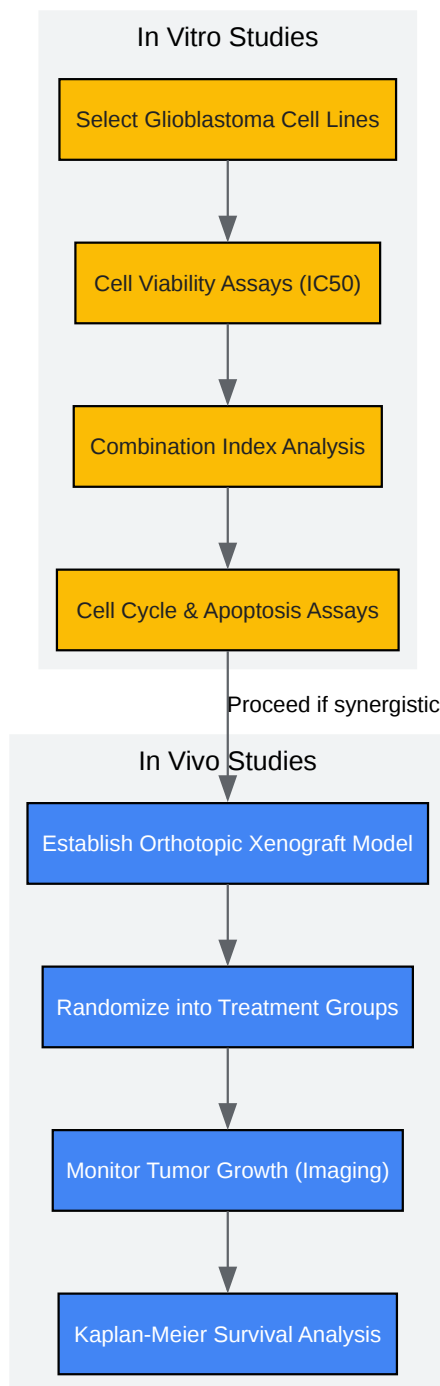 In Vitro Studies
Select Glioblastoma Cell Lines
Cell Viability Assays (IC50)
Combination Index Analysis
Cell Cycle & Apoptosis Assays
Proceed if synergistic
In Vivo Studies
Establish Orthotopic Xenograft Model
Randomize into Treatment Groups
Monitor Tumor Growth (Imaging)
Kaplan-Meier Survival Analysis